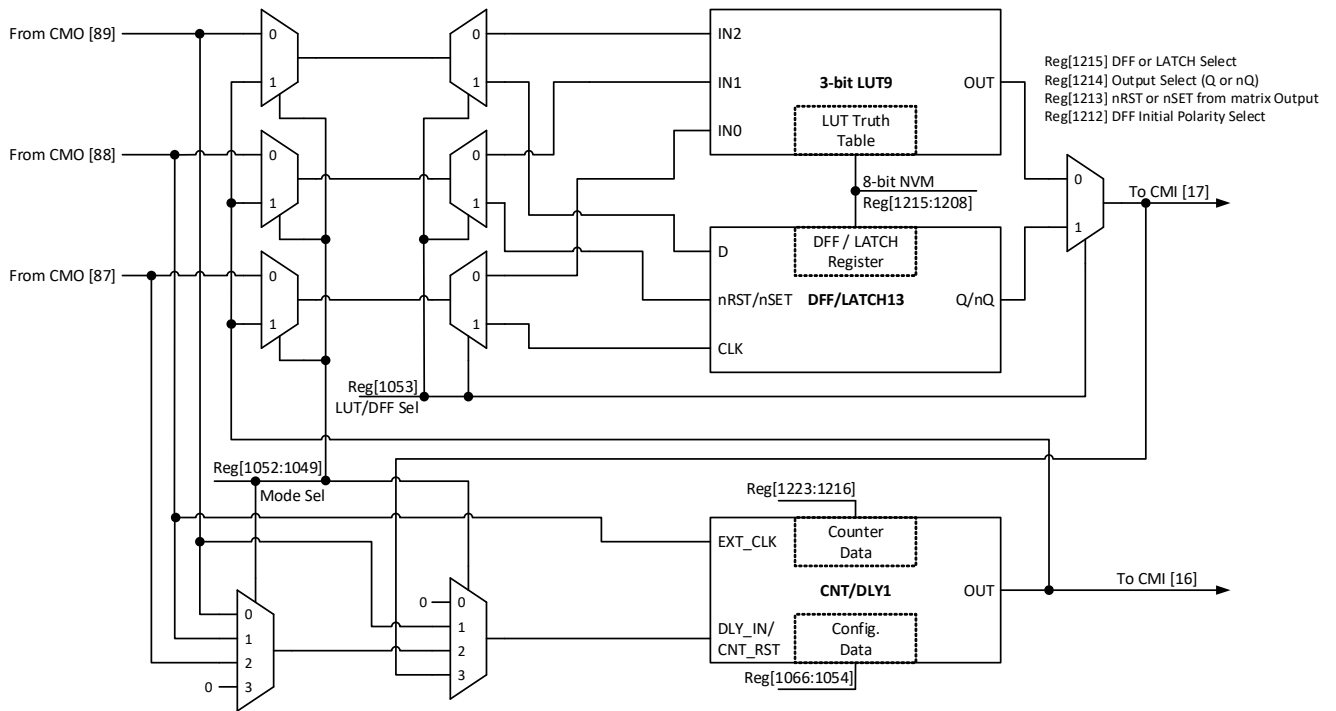 From CMO [89]
0
1
0
1
IN2
IN1
IN0
3-bit LUT9
OUT
LUT Truth
Table
Reg[1215] DFF or LATCH Select
Reg[1214] Output Select (Q or nQ)
Reg[1213] nRST or nSET from matrix Output
Reg[1212] DFF Initial Polarity Select
From CMO [88]
0
1
0
1
8-bit NVM
Reg[1215:1208]
0
1
To CMI [17]
From CMO [87]
0
1
0
1
D
nRST/nSET
CLK
DFF / LATCH
Register
DFF/LATCH13
Q/nQ
Reg[1053]
LUT/DFF Sel
Reg[1052:1049]
Mode Sel
Reg[1223:1216]
EXT_CLK
Counter
Data
CNT/DLY1
OUT
To CMI [16]
DLY_IN/
CNT_RST
Config.
Data
Reg[1066:1054]
0
1
2
0
3
0
0
1
2
3